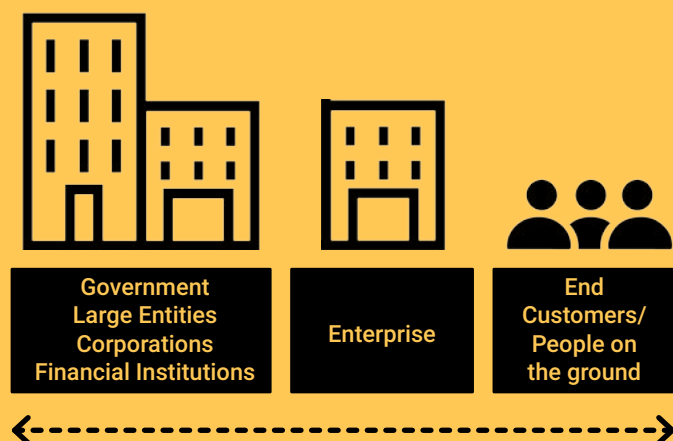 Government
Large Entities
Corporations
Financial Institutions
Enterprise
End
Customers/
People on
the ground